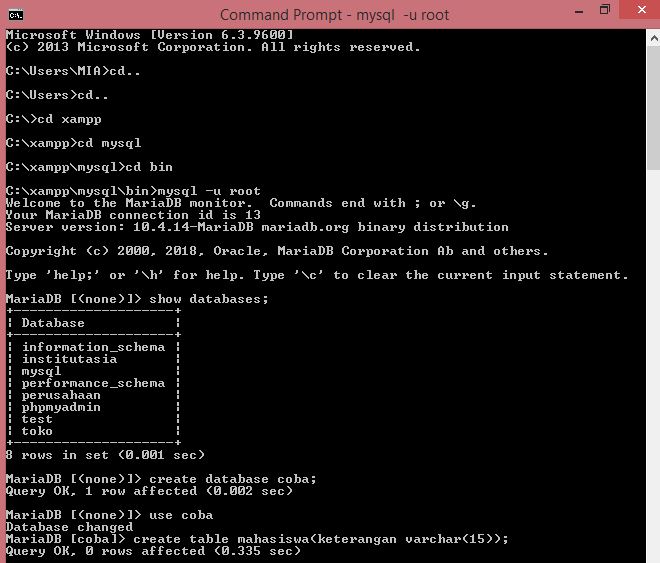 Command Prompt - mysql  -u root
Microsoft Windows [Version 6.3.9600]
(c) 2013 Microsoft Corporation. All rights reserved.
C:\Users\MIA>cd..
C:\Users>cd..
C:\>cd xampp
C:\xampp>cd mysql
C:\xampp\mysql>cd bin
C:\xampp\mysql\bin>mysql -u root
Welcome to the MariaDB monitor.  Commands end with ; or \g.
Your MariaDB connection id is 13
Server version: 10.4.14-MariaDB mariadb.org binary distribution
Copyright (c) 2000, 2018, Oracle, MariaDB Corporation Ab and others.
Type 'help;' or '\h' for help. Type '\c' to clear the current input statement.
MariaDB [(none)]> show databases;
+--------------------+
| Database           |
+--------------------+
| information_schema |
| institutasia       |
| mysql              |
| performance_schema |
| perusahaan         |
| phpmyadmin         |
| test               |
| toko               |
+--------------------+
8 rows in set (0.001 sec)
MariaDB [(none)]> create database coba;
Query OK, 1 row affected (0.002 sec)
MariaDB [(none)]> use coba
Database changed
MariaDB [coba]> create table mahasiswa(keterangan varchar(15));
Query OK, 0 rows affected (0.335 sec)